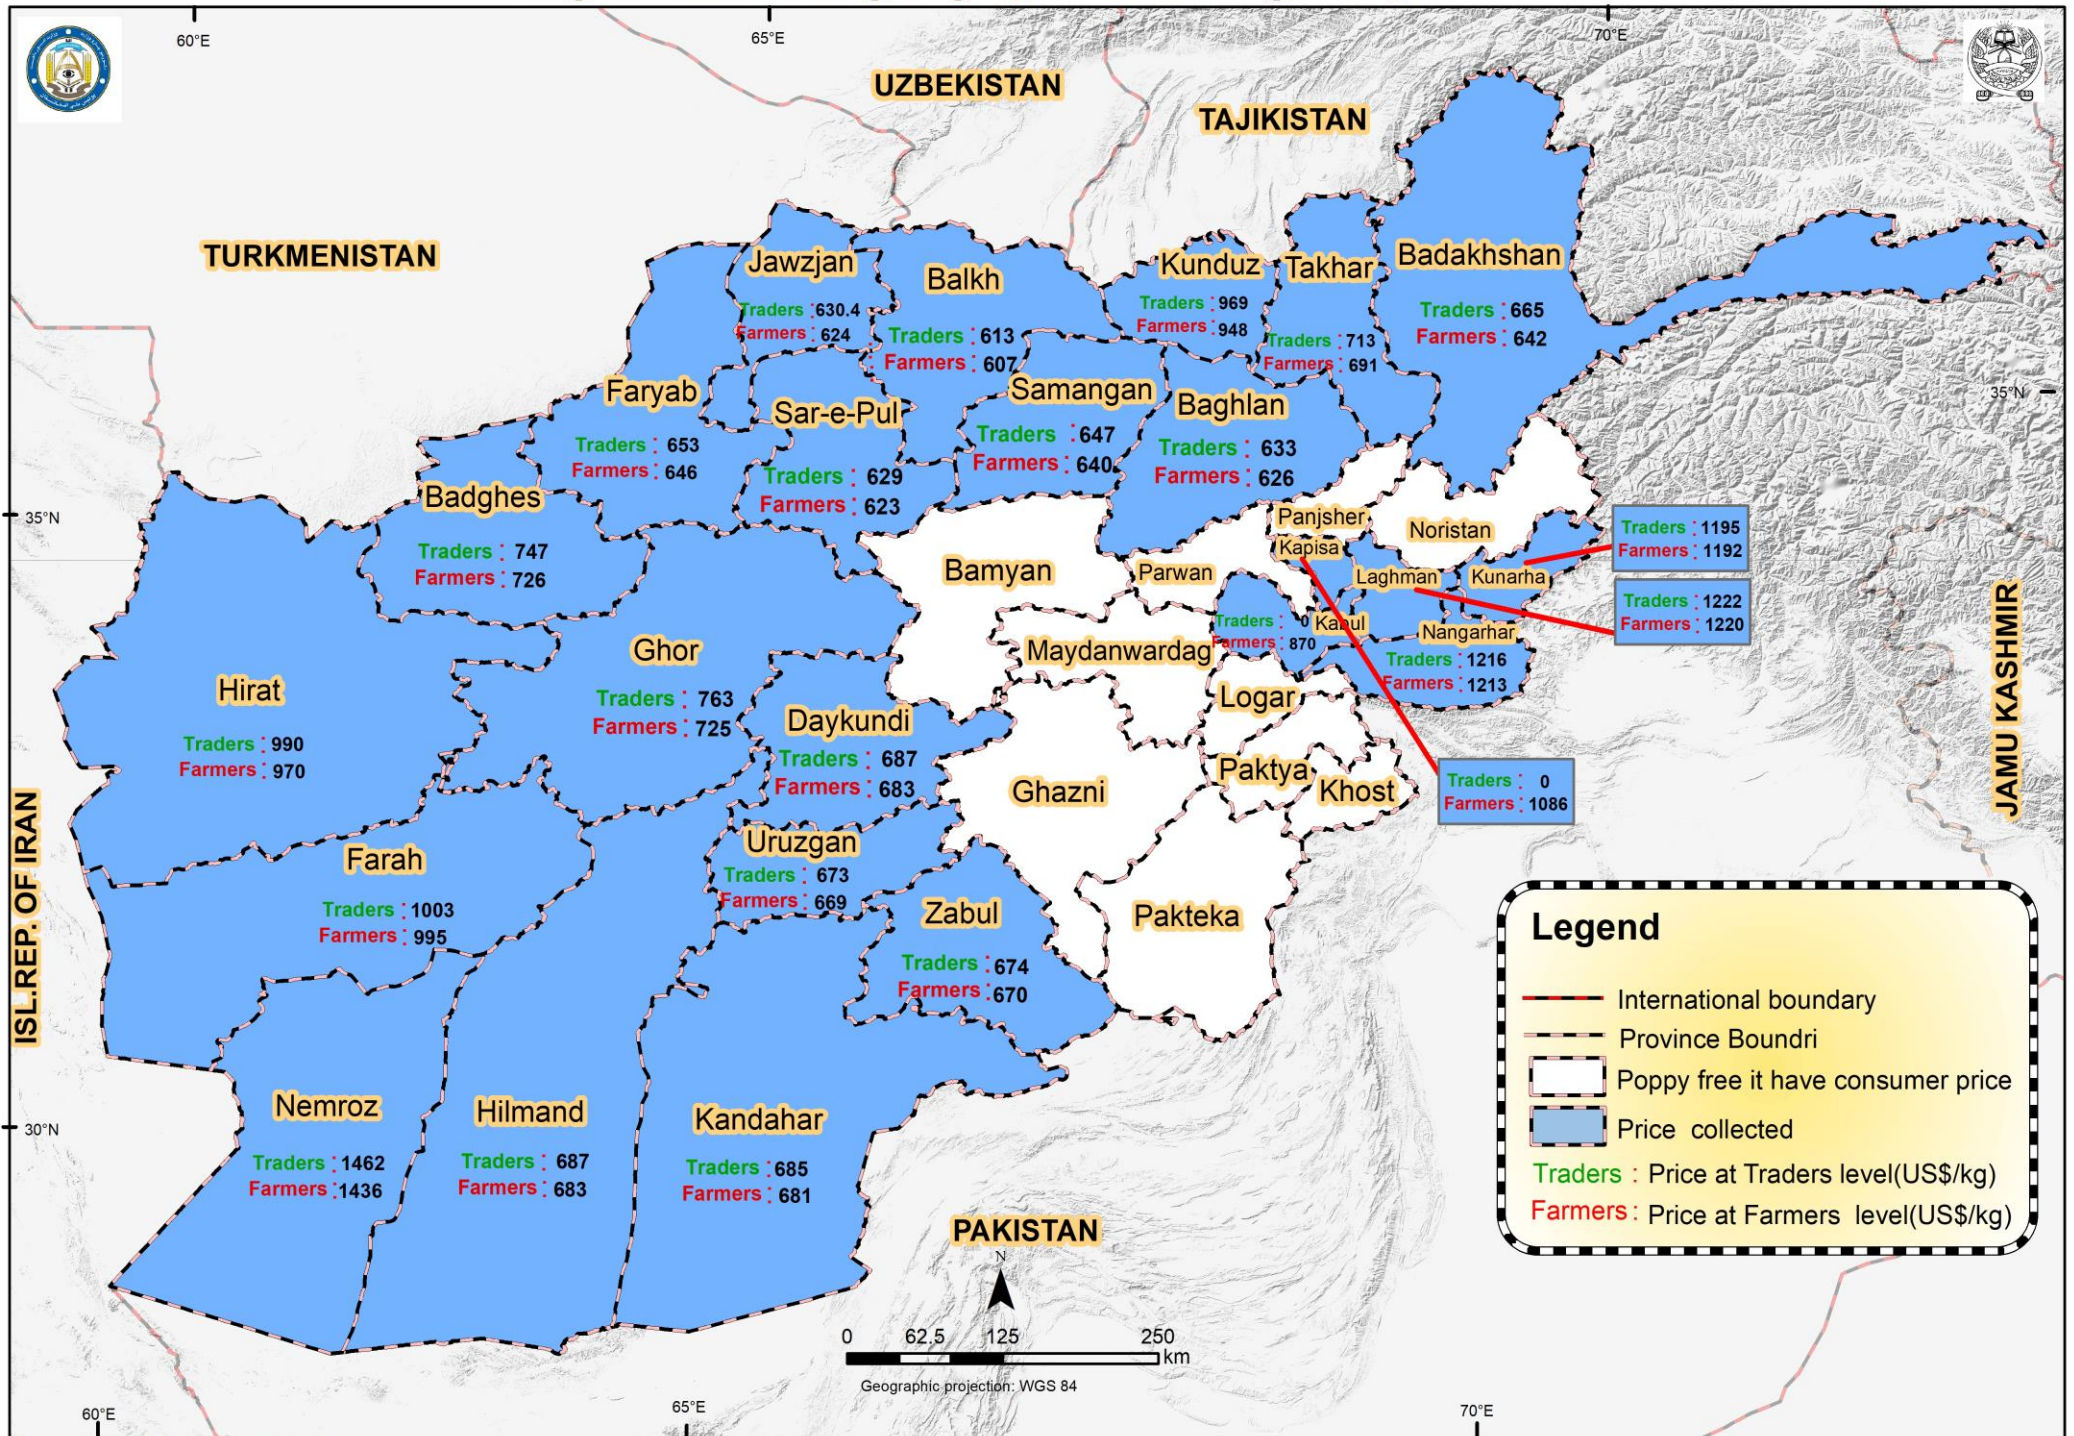 60°E
65°E
70°E
UZBEKISTAN
TAJIKISTAN
TURKMENISTAN
Jawzjan
Traders : 630.4
Farmers : 624
Balkh
Traders : 613
Farmers : 607
Kunduz
Traders : 969
Farmers : 948
Takhar
Traders : 713
Farmers : 691
Badakhshan
Traders : 665
Farmers : 642
Faryab
Traders : 653
Farmers : 646
Sar-e-Pul
Traders : 629
Farmers : 623
Samangan
Traders : 647
Farmers : 640
Baghlan
Traders : 633
Farmers : 626
35°N
Badghes
Traders : 747
Farmers : 726
35°N
Panjsher
Noristan
Kapisa
Bamyan
Parwan
Laghman
Kunarha
Traders : 1195
Farmers : 1192
Traders : 1222
Farmers : 1220
Traders : 0
Farmers : 870
Kabul
Nangarhar
Traders : 1216
Farmers : 1213
Maydanwardag
Ghor
Traders : 763
Farmers : 725
Hirat
Traders : 990
Farmers : 970
Daykundi
Traders : 687
Farmers : 683
Logar
Paktya
Khost
Ghazni
Traders : 0
Farmers : 1086
JAMU KASHMIR
ISL.REP. OF IRAN
Farah
Traders : 1003
Farmers : 995
Uruzgan
Traders : 673
Farmers : 669
Zabul
Traders : 674
Farmers : 670
Pakteka
Nemroz
Traders : 1462
Farmers : 1436
Hilmand
Traders : 687
Farmers : 683
Kandahar
Traders : 685
Farmers : 681
30°N
PAKISTAN
N
0 62.5 125 250
km
Geographic projection: WGS 84
Legend
International boundary
Province Boundri
Poppy free it have consumer price
Price collected
Traders : Price at Traders level(US$/kg)
Farmers : Price at Farmers level(US$/kg)
60°E
65°E
70°E